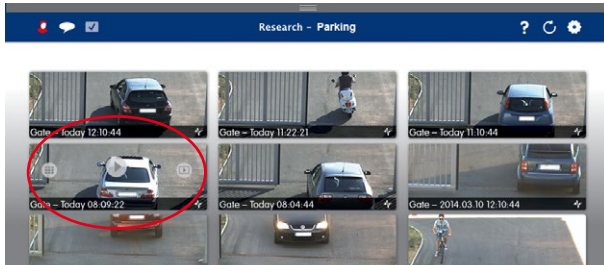 Research - Parking
?
Gate - Today 12:10:44
Gate - Today 11:22:21
Gate - Today 11:10:44
Gate - Today 08:09:22
Gate - Today 08:04:44
Gate - 2014.03.10 12:10:44